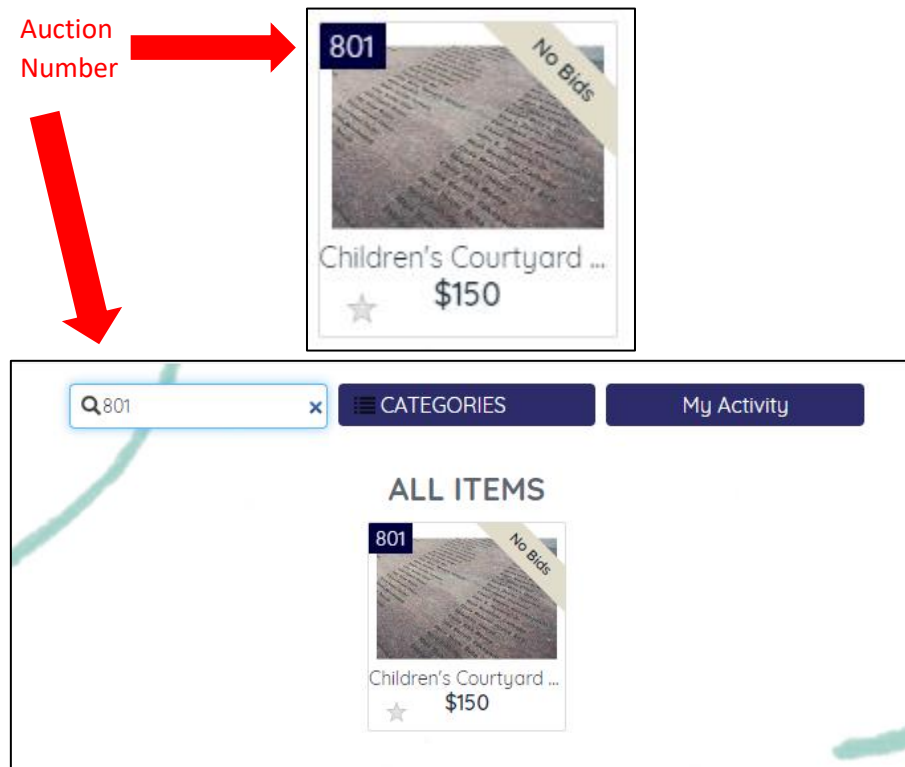 Auction
Number
801
No Bids
Children's Courtyard ...
$150
801
CATEGORIES
My Activity
ALL ITEMS
801
No Bids
Children's Courtyard ...
$150